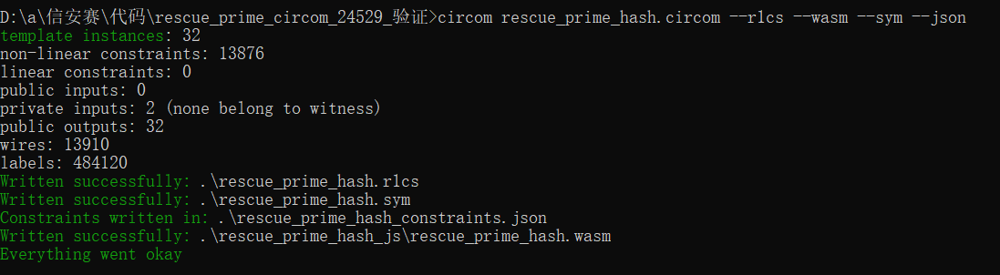 D:\a\信安赛\代码\rescue_prime_circom_24529_验证>circom rescue_prime_hash.circom --r1cs --wasm --sym --json
template instances: 32
non-linear constraints: 13876
linear constraints: 0
public inputs: 0
private inputs: 2 (none belong to witness)
public outputs: 32
wires: 13910
labels: 484120
Written successfully: .\rescue_prime_hash.r1cs
Written successfully: .\rescue_prime_hash.sym
Constraints written in: .\rescue_prime_hash_constraints.json
Written successfully: .\rescue_prime_hash_js\rescue_prime_hash.wasm
Everything went okay